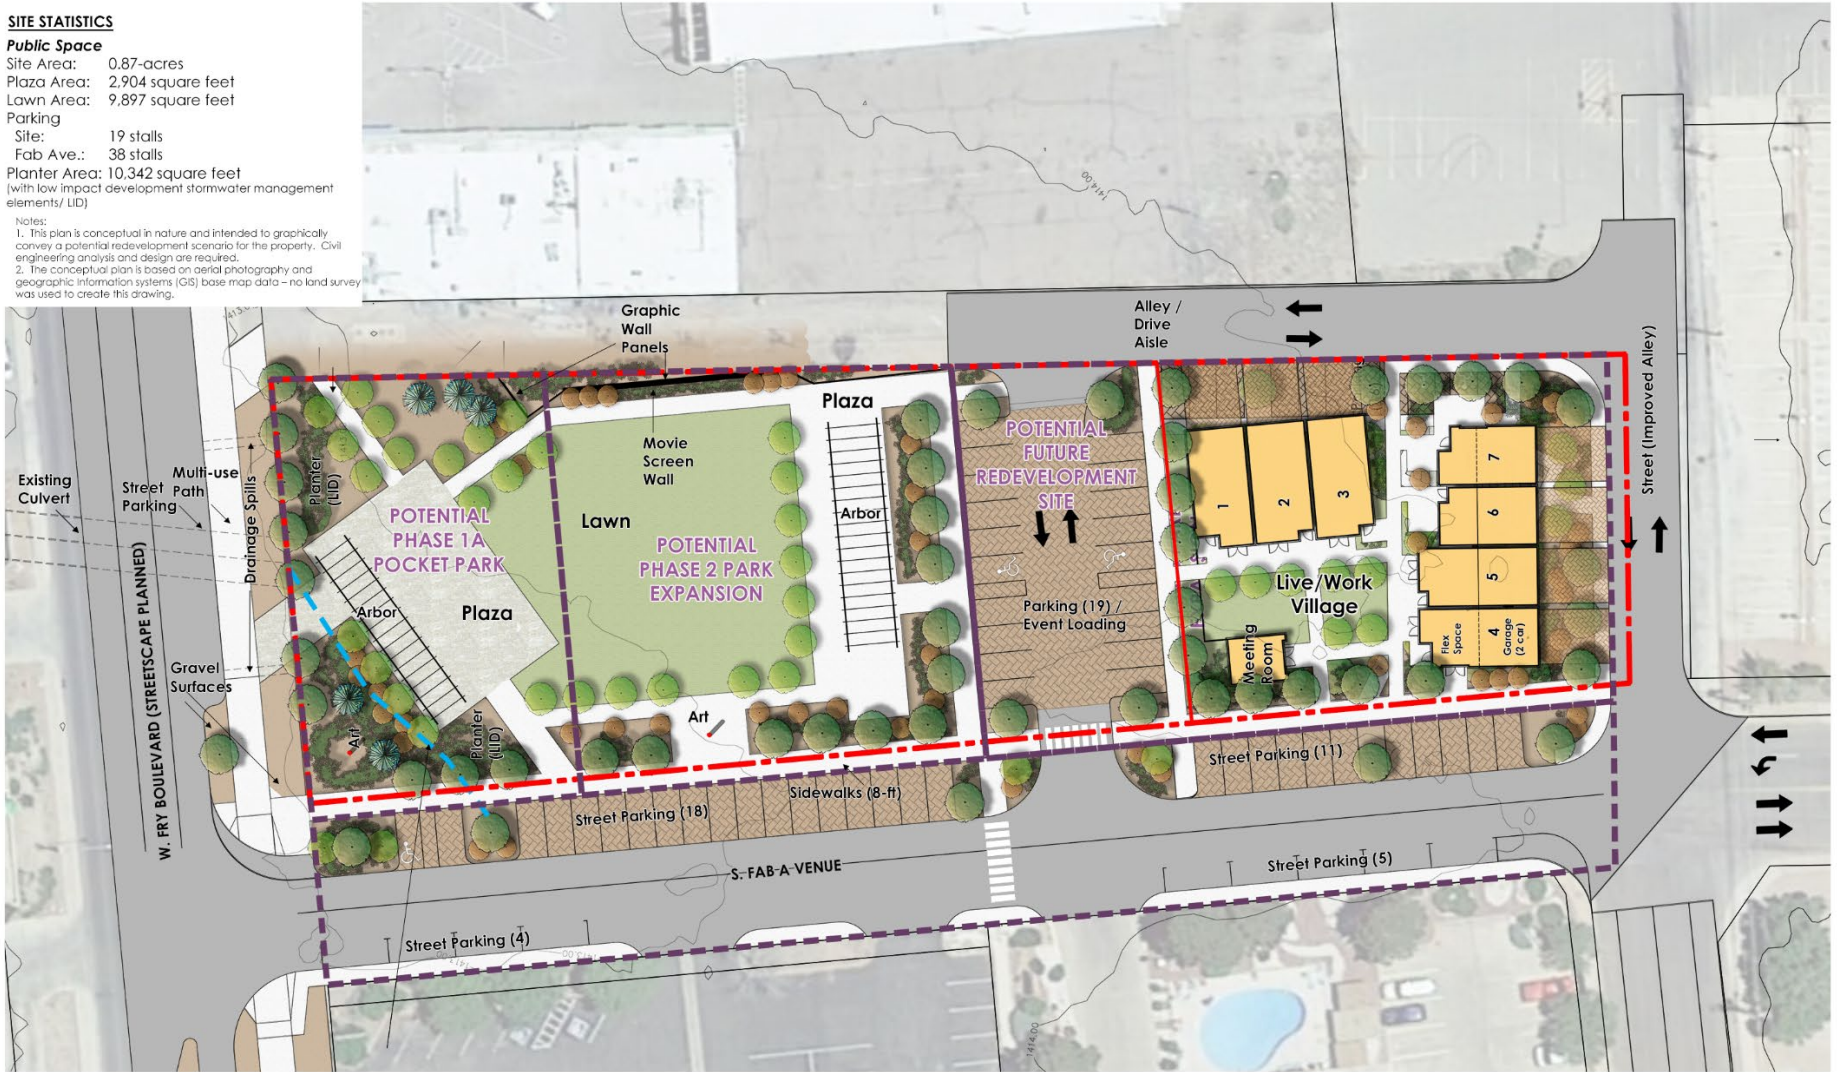 SITE STATISTICS
Public Space
Site Area: 0.87-acres
Plaza Area: 2,904 square feet
Lawn Area: 9,897 square feet
Parking
Site: 19 stalls
Fab Ave.: 38 stalls
Planter Area: 10,342 square feet
(with low impact development stormwater management
elements/ LID)
Notes:
1. This plan is conceptual in nature and intended to graphically
convey a potential redevelopment scenario for the property. Civil
engineering analysis and design are required.
2. The conceptual plan is based on aerial photography and
geographic information systems (GIS) base map data – no land survey
was used to create this drawing.
1414.00
Graphic
Wall
Panels
Alley /
Drive
Aisle
Street (Improved Alley)
Existing
Culvert
Street
Parking
Multi-use
Path
Drainage Spills
Planter
(LID)
Movie
Screen
Wall
Plaza
POTENTIAL
FUTURE
REDEVELOPMENT
SITE
1
2
3
7
6
5
4
Lawn
Arbor
POTENTIAL
PHASE 1A
POCKET PARK
POTENTIAL
PHASE 2 PARK
EXPANSION
Arbor
Plaza
Parking (19) /
Event Loading
Live/Work
Village
Meeting
Room
Flex
Space
Garage
(2 car)
Gravel
Surfaces
W. FRY BOULEVARD (STREETSCAPE PLANNED)
Art
Planter
(LID)
Art
Sidewalks (8-ft)
Street Parking (18)
Street Parking (11)
S. FAB A VENUE
Street Parking (5)
Street Parking (4)
1413.00
1414.00